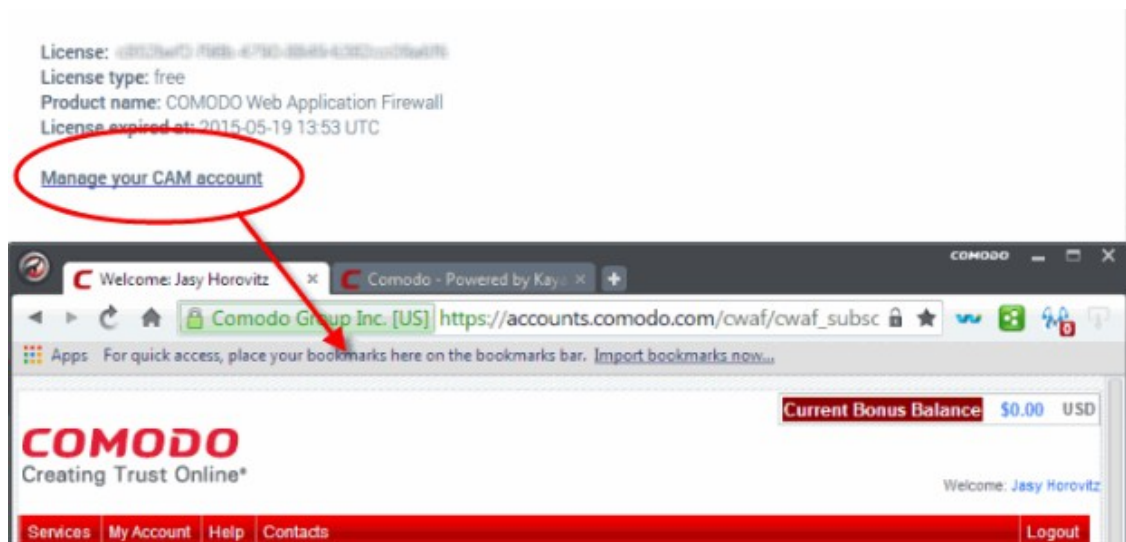 License:
License type: free
Product name: COMODO Web Application Firewall
License expired at: 2015-05-19 13:53 UTC
Manage your CAM account
COMODO
Welcome: Jasy Horovitz
Comodo - Powered by Kaya
Comodo Group Inc. [US] https://accounts.comodo.com/cwaf/cwaf_subsc
0
Apps For quick access, place your bookmarks here on the bookmarks bar. Import bookmarks now...
Current Bonus Balance $0.00 USD
COMODO
Creating Trust Online®
Welcome: Jasy Horovitz
Services My Account Help Contacts Logout